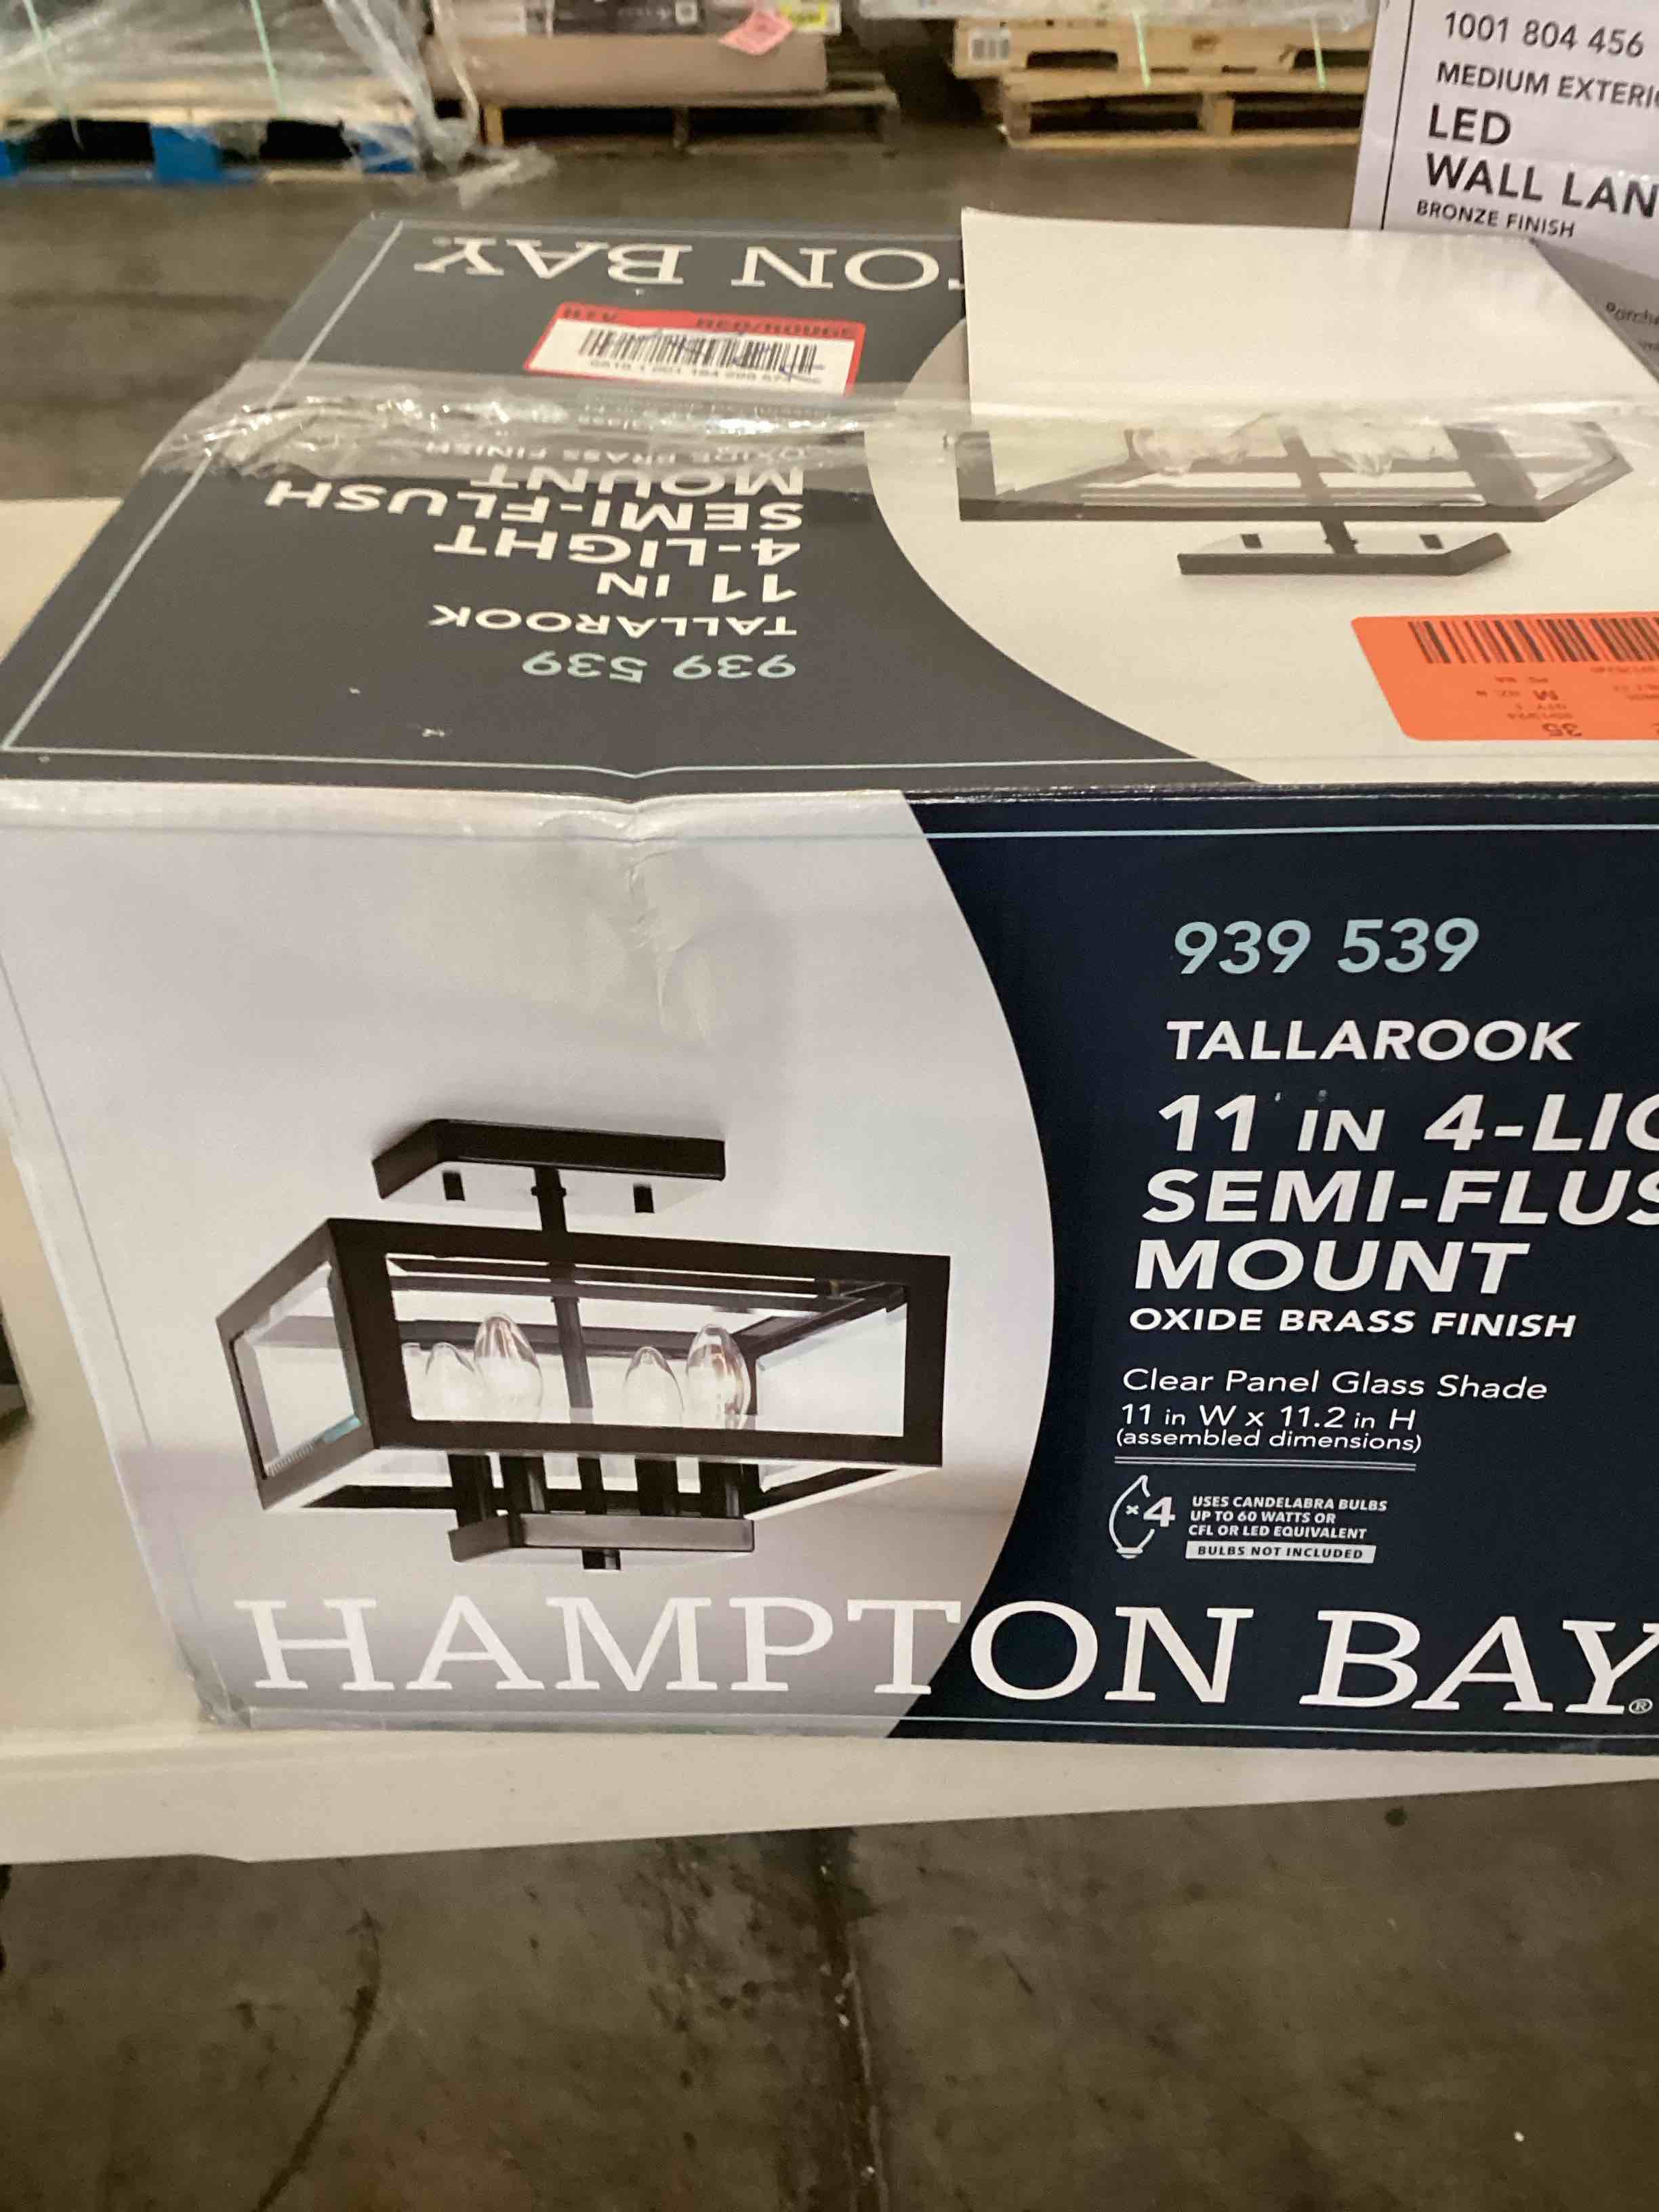 1001 804 456
MEDIUM
LED
WALL
BRONZE FINISH
ON BAY
RTV
OXIDE BRASS FINISH
MOUNT
SEMI-FLUSH
4-LIGHT
11 IN
TALLAROOK
939 539
35
M
939 539
TALLAROOK
11 IN 4-LIG
SEMI-FLUS
MOUNT
OXIDE BRASS FINISH
Clear Panel Glass Shade
11 in W x 11.2 in H
(assembled dimensions)
×4
USES CANDELABRA BULBS
UP TO 60 WATTS OR
CFL OR LED EQUIVALENT
BULBS NOT INCLUDED
HAMPTON BAY®